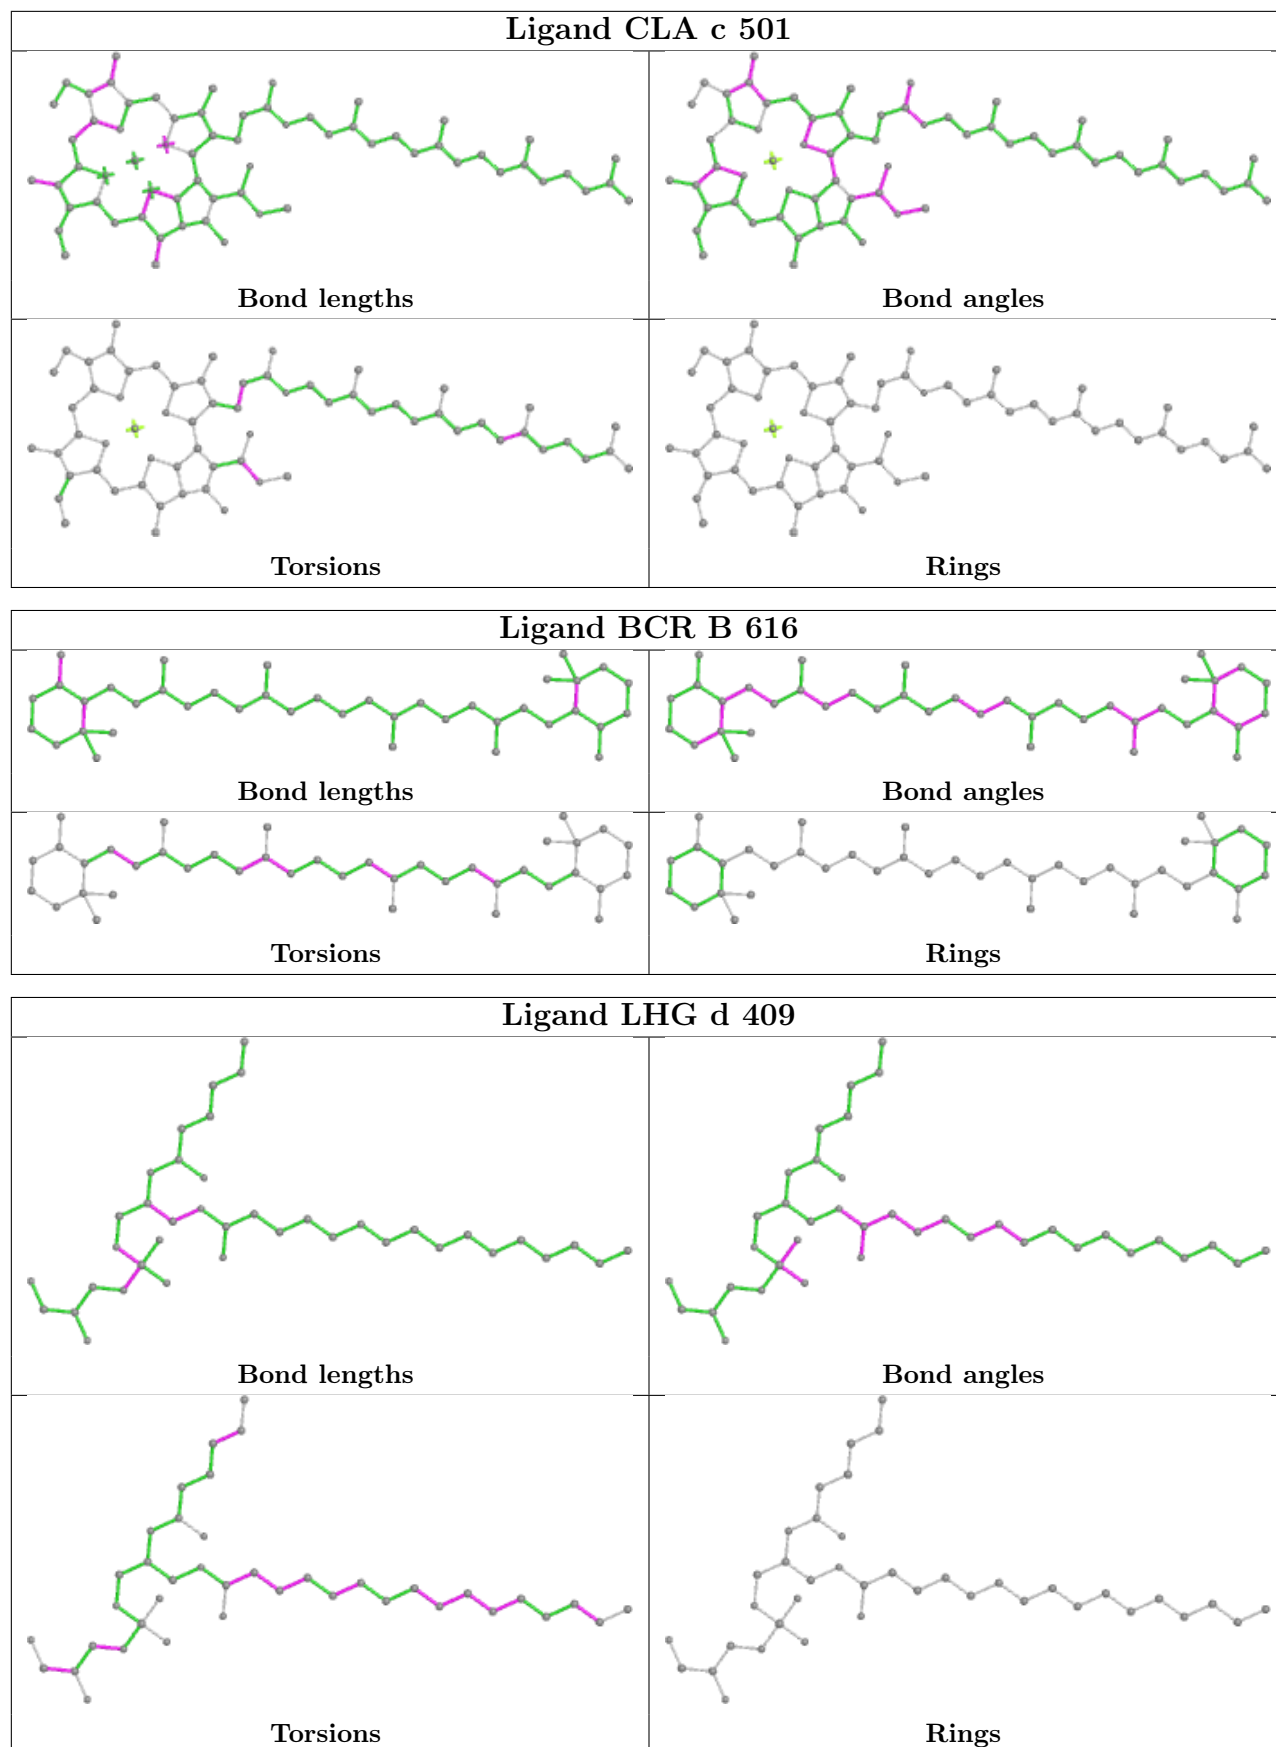 Ligand CLA c 501
Bond lengths
Bond angles
Torsions
Rings
Ligand BCR B 616
Bond lengths
Bond angles
Torsions
Rings
Ligand LHG d 409
Bond lengths
Bond angles
Torsions
Rings